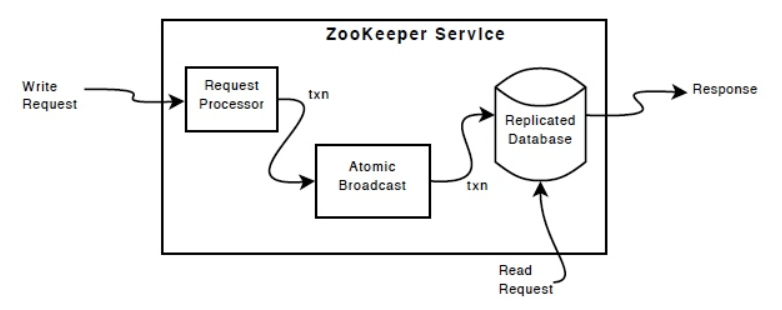 ZooKeeper Service
Write
Request
Request
Processor
txn
Atomic
Broadcast
txn
Replicated
Database
Response
Read
Request